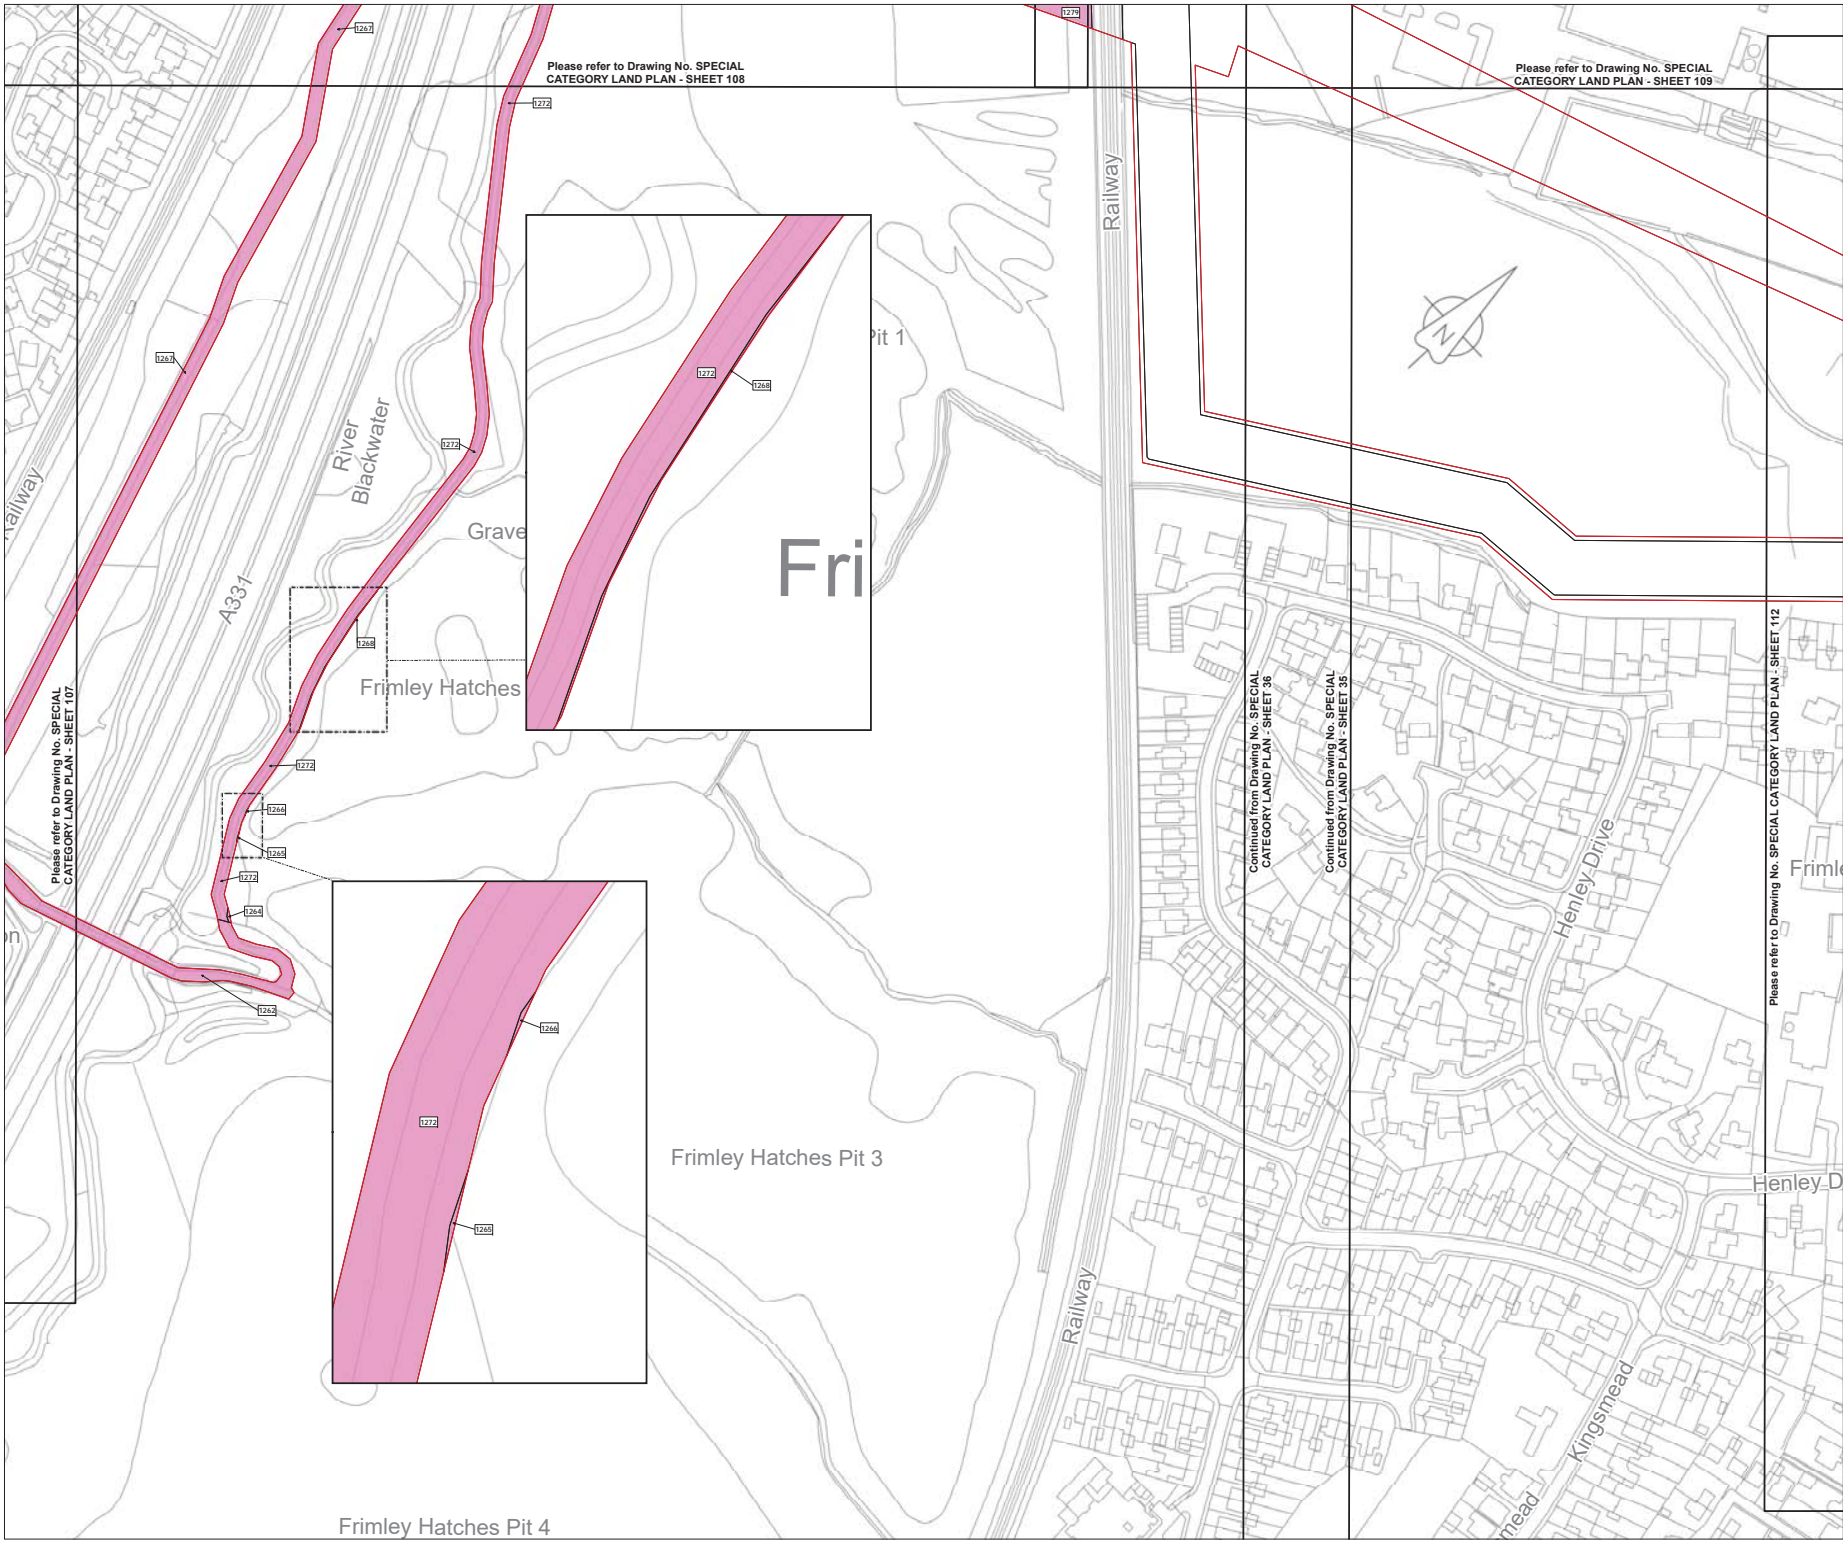 1267
1279
Please refer to Drawing No. SPECIAL
CATEGORY LAND PLAN - SHEET 108
Please refer to Drawing No. SPECIAL
CATEGORY LAND PLAN - SHEET 109
1272
Railway
N
Pit 1
1267
1272
1268
River
Blackwater
1272
Railway
Grave
Fri
A331
1268
Frimley Hatches
Please refer to Drawing No. SPECIAL
CATEGORY LAND PLAN - SHEET 107
1272
1266
1265
1272
1264
on
1262
Continued from Drawing No. SPECIAL
CATEGORY LAND PLAN - SHEET 36
Continued from Drawing No. SPECIAL
CATEGORY LAND PLAN - SHEET 35
Please refer to Drawing No. SPECIAL CATEGORY LAND PLAN - SHEET 112
Henley Drive
Frimle
1266
1272
1265
Frimley Hatches Pit 3
Henley D
Railway
Kingsmead
mead
Frimley Hatches Pit 4